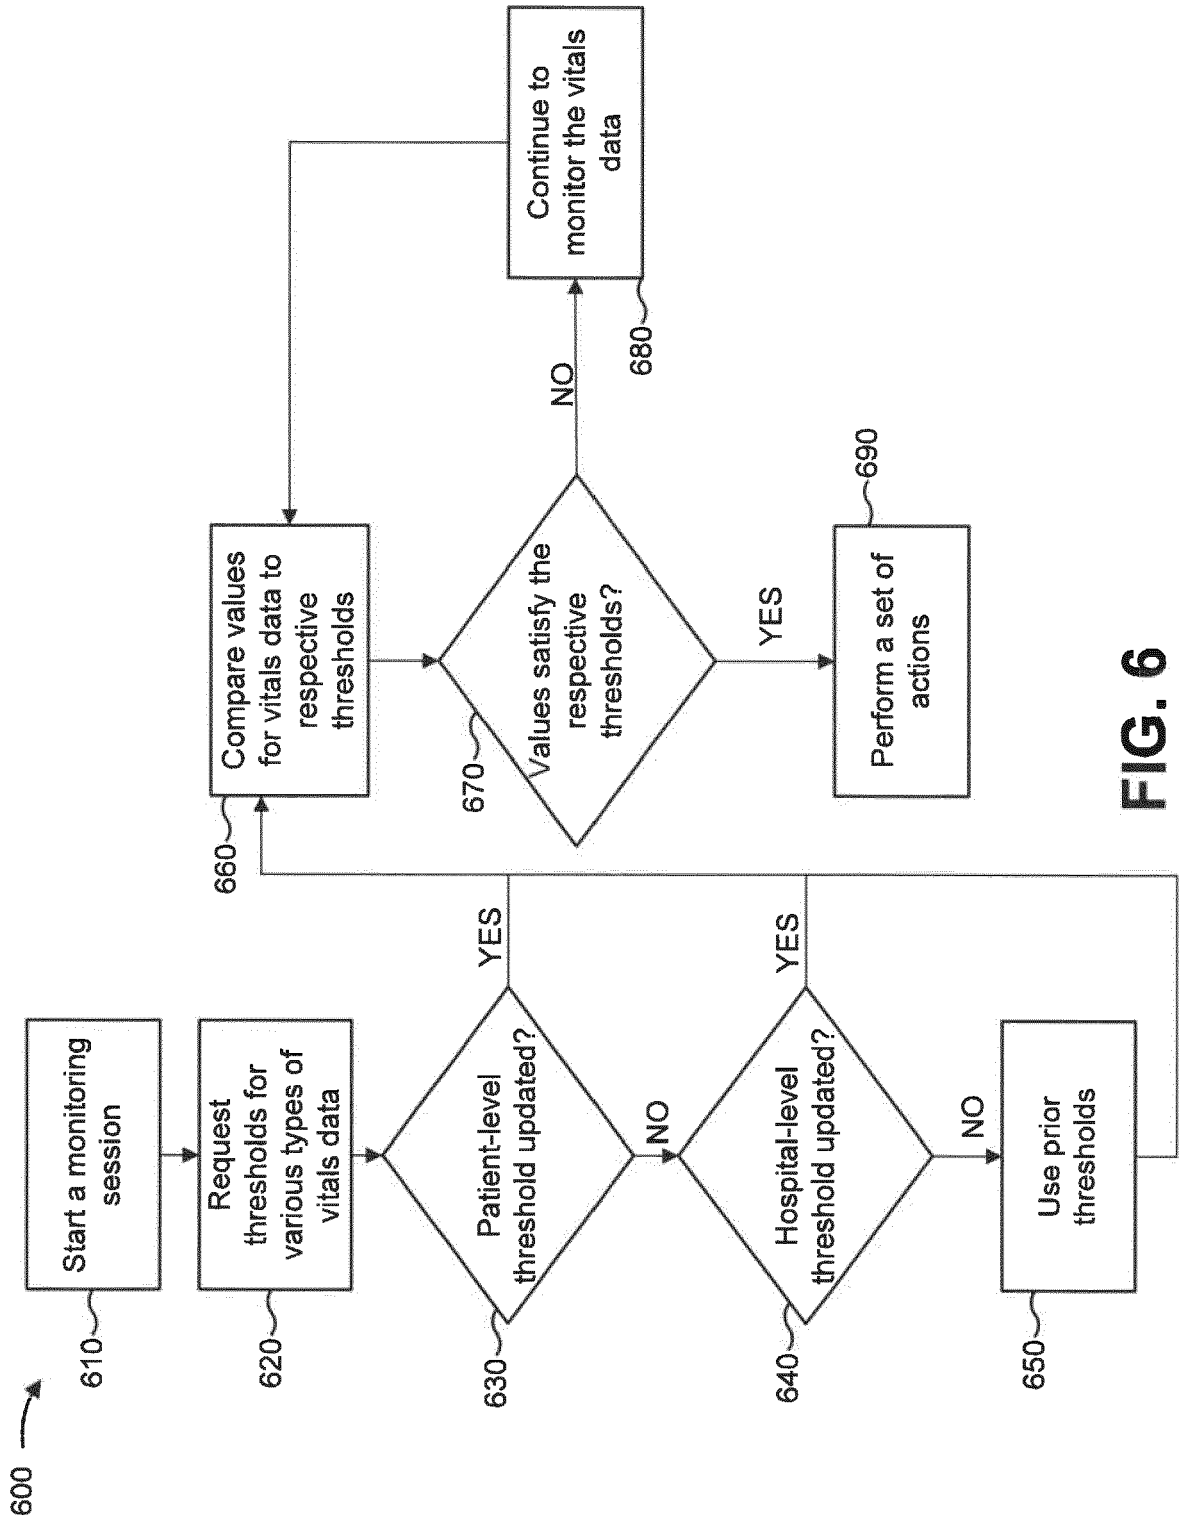 600
610
Start a monitoring
session
620
Request
thresholds for
various types of
vitals data
630
Patient-level
threshold updated?
YES
NO
640
Hospital-level
threshold updated?
YES
NO
650
Use prior
thresholds
660
Compare values
for vitals data to
respective
thresholds
670
Values satisfy the
respective
thresholds?
NO
YES
680
Continue to
monitor the vitals
data
690
Perform a set of
actions
FIG. 6